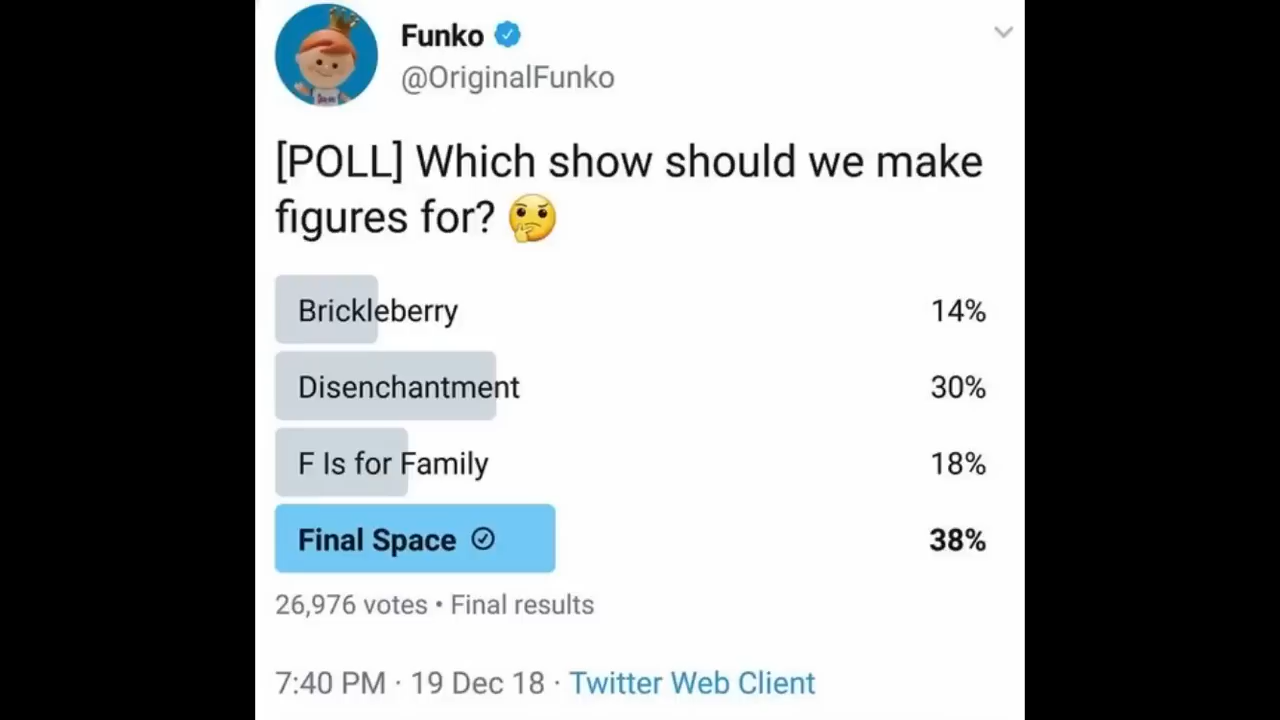 Funko
@OriginalFunko
[POLL] Which show should we make
figures for? 🤔
Brickleberry 14%
Disenchantment 30%
F Is for Family 18%
Final Space 38%
26,976 votes • Final results
7:40 PM · 19 Dec 18 · Twitter Web Client